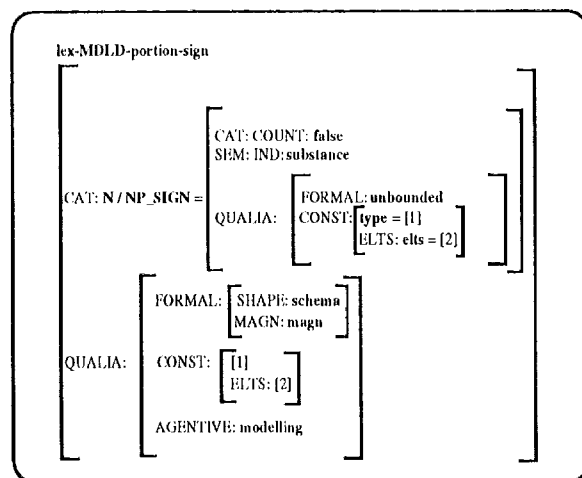 lex-MDLD-portion-sign
CAT: COUNT: false
SEM: IND: substance
CAT: N / NP_SIGN =
FORMAL: unbounded
QUALIA: CONST: type = [1]
ELTS: elts = [2]
FORMAL: SHAPE: schema
MAGN: magn
QUALIA: CONST: [1]
ELTS: [2]
AGENTIVE: modelling